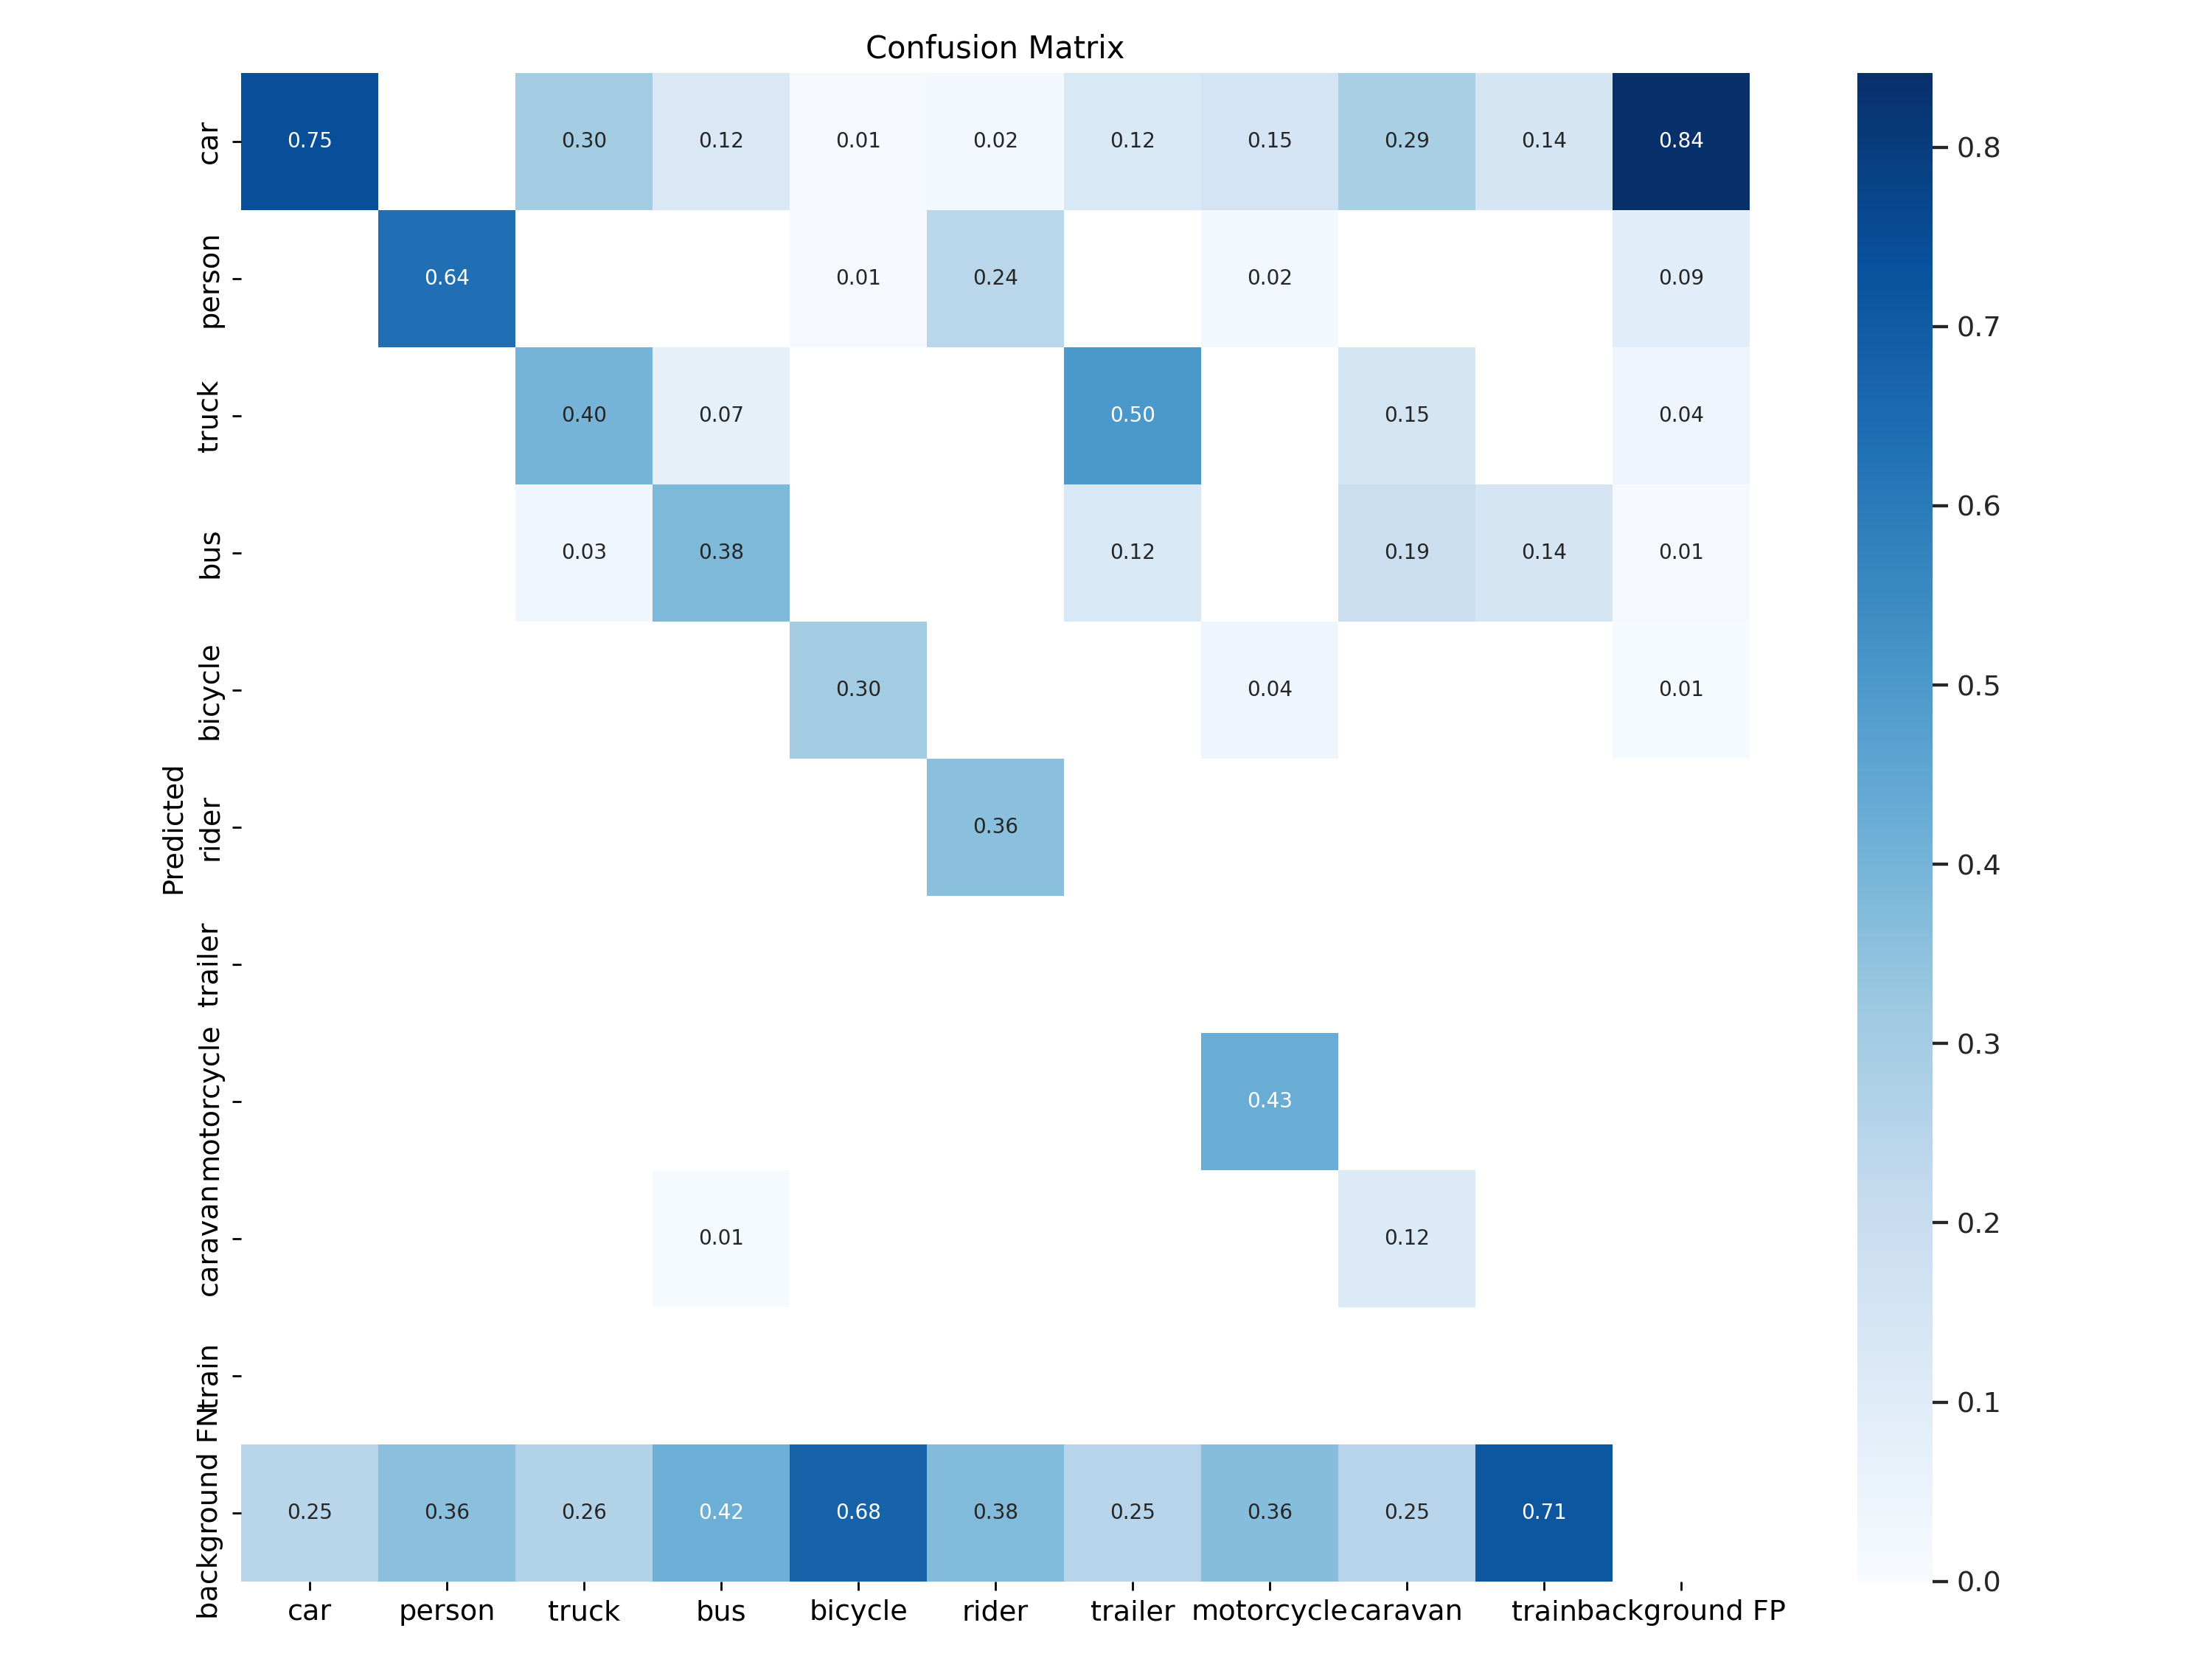 Confusion Matrix
car 0.75 0.30 0.12 0.01 0.02 0.12 0.15 0.29 0.14 0.84
person 0.64 0.01 0.24 0.02 0.09
truck 0.40 0.07 0.50 0.15 0.04
bus 0.03 0.38 0.12 0.19 0.14 0.01
bicycle 0.30 0.04 0.01
Predicted
rider 0.36
trailer
motorcycle 0.43
caravan 0.01 0.12
train
background FN 0.25 0.36 0.26 0.42 0.68 0.38 0.25 0.36 0.25 0.71
car person truck bus bicycle rider trailer motorcycle caravan train background FP
0.8
0.7
0.6
0.5
0.4
0.3
0.2
0.1
0.0